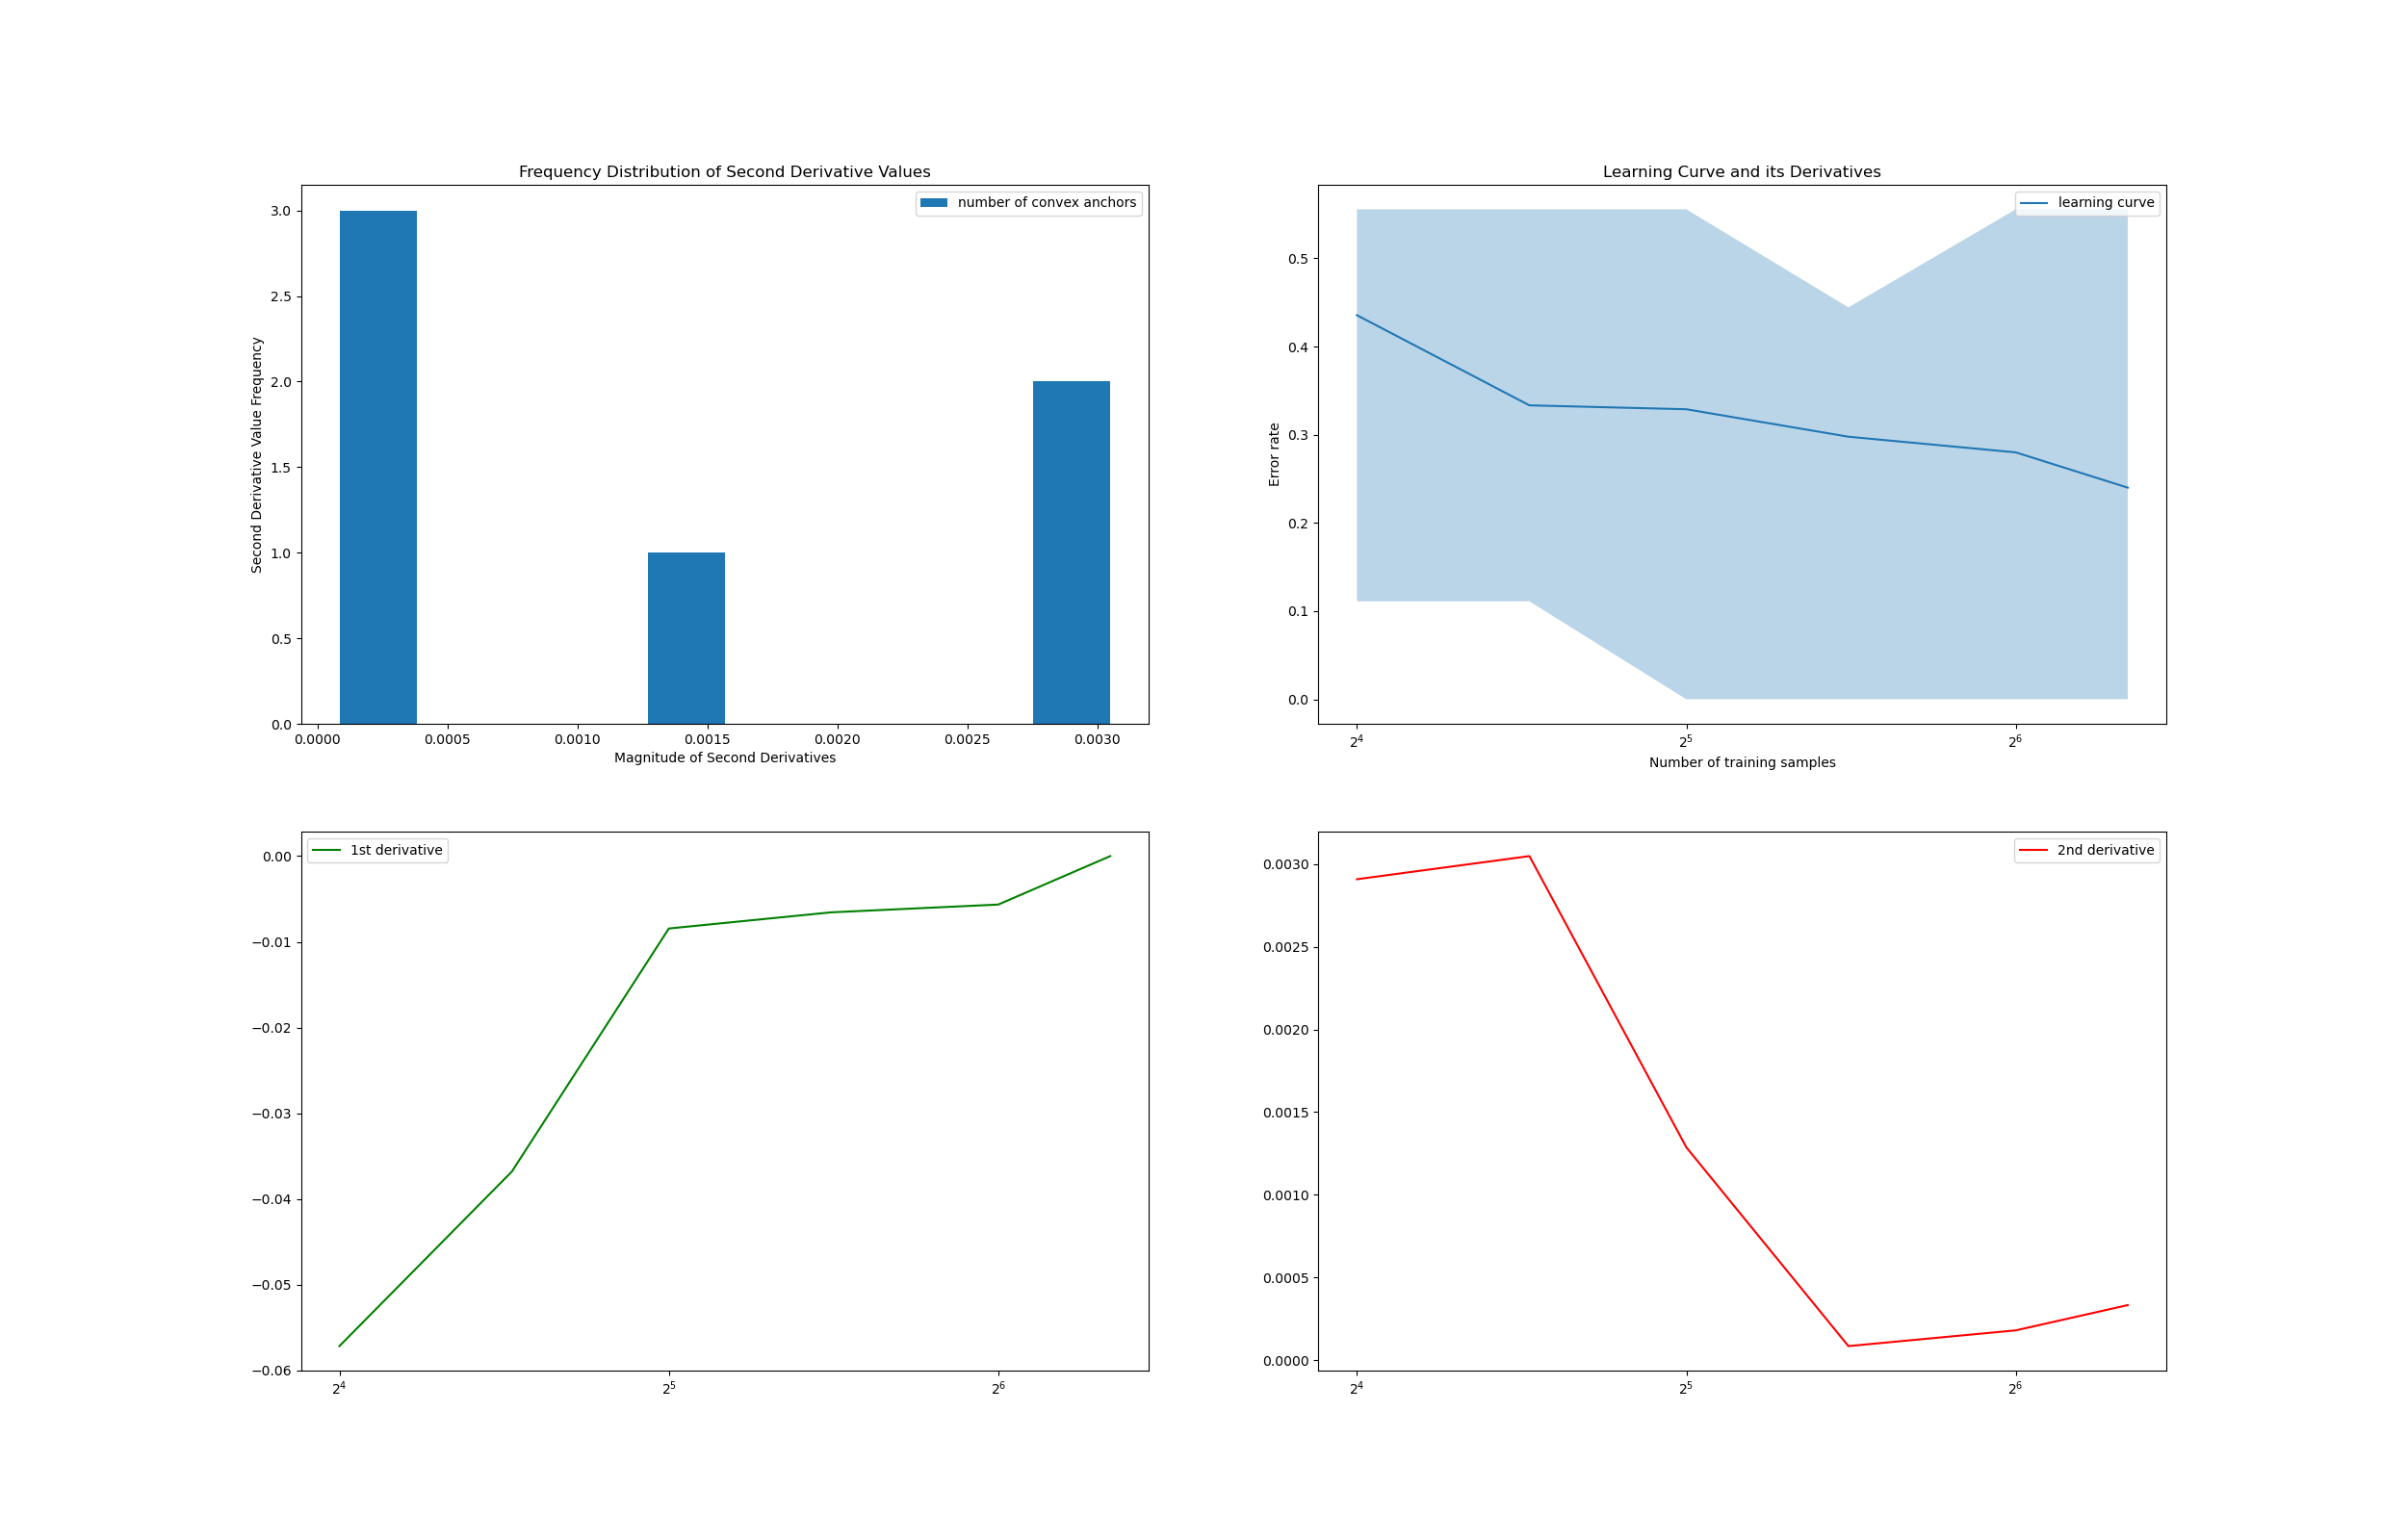 Frequency Distribution of Second Derivative Values
number of convex anchors
3.0
2.5
2.0
1.5
1.0
0.5
0.0
Second Derivative Value Frequency
0.0000 0.0005 0.0010 0.0015 0.0020 0.0025 0.0030
Magnitude of Second Derivatives
Learning Curve and its Derivatives
learning curve
0.5
0.4
0.3
0.2
0.1
0.0
Error rate
2⁴ 2⁵ 2⁶
Number of training samples
1st derivative
0.00
−0.01
−0.02
−0.03
−0.04
−0.05
−0.06
2⁴ 2⁵ 2⁶
2nd derivative
0.0030
0.0025
0.0020
0.0015
0.0010
0.0005
0.0000
2⁴ 2⁵ 2⁶